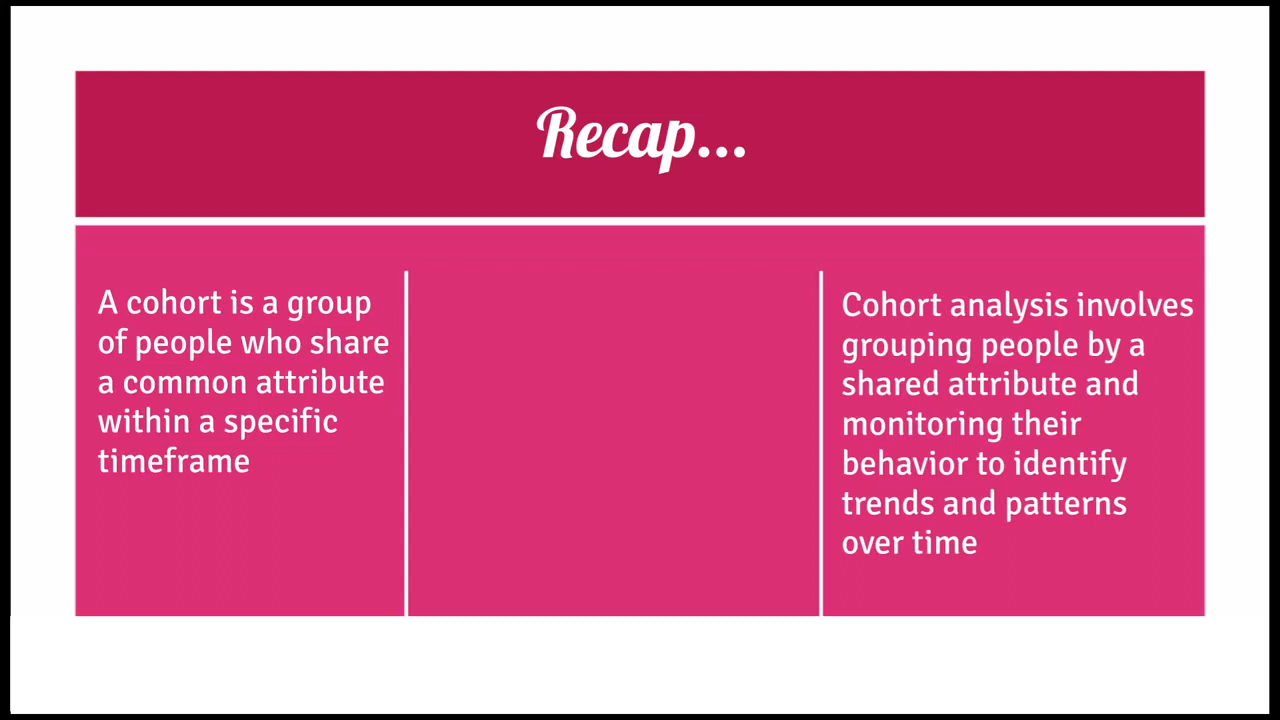 Recap...
A cohort is a group
of people who share
a common attribute
within a specific
timeframe
Cohort analysis involves
grouping people by a
shared attribute and
monitoring their
behavior to identify
trends and patterns
over time